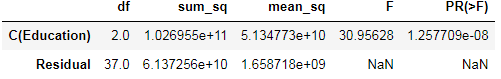 df sum_sq mean_sq F PR(>F)
C(Education) 2.0 1.026955e+11 5.134773e+10 30.95628 1.257709e-08
Residual 37.0 6.137256e+10 1.658718e+09 NaN NaN